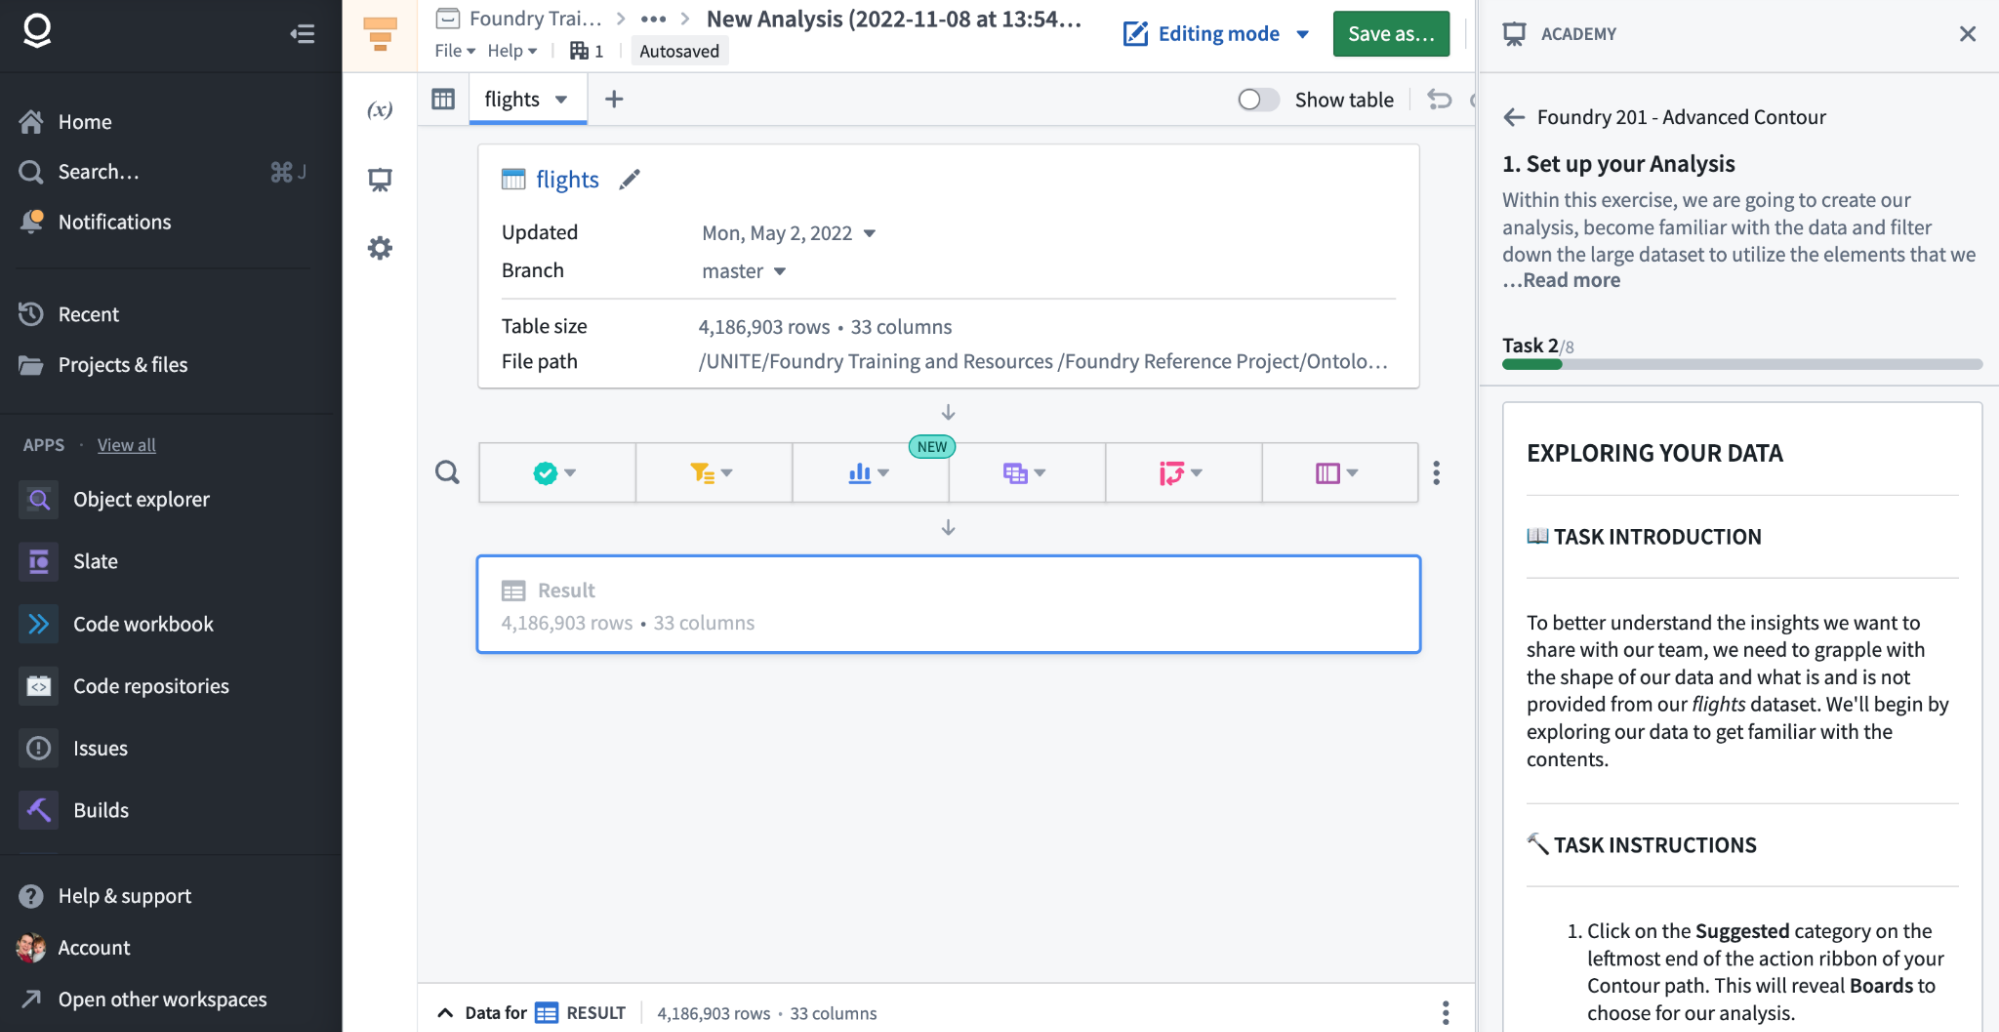 Home
Search…
⌘ J
Notifications
Recent
Projects & files
APPS · View all
Object explorer
Slate
Code workbook
Code repositories
Issues
Builds
Help & support
Account
Open other workspaces
Foundry Trai… > ••• > New Analysis (2022-11-08 at 13:54…
File Help 1 Autosaved
Editing mode
Save as…
(x)
flights
Show table
flights
Updated Mon, May 2, 2022
Branch master
Table size 4,186,903 rows • 33 columns
File path /UNITE/Foundry Training and Resources /Foundry Reference Project/Ontolo…
NEW
Result
4,186,903 rows • 33 columns
Data for RESULT 4,186,903 rows • 33 columns
ACADEMY
Foundry 201 - Advanced Contour
1. Set up your Analysis
Within this exercise, we are going to create our
analysis, become familiar with the data and filter
down the large dataset to utilize the elements that we
…Read more
Task 2/8
EXPLORING YOUR DATA
TASK INTRODUCTION
To better understand the insights we want to
share with our team, we need to grapple with
the shape of our data and what is and is not
provided from our flights dataset. We'll begin by
exploring our data to get familiar with the
contents.
TASK INSTRUCTIONS
1. Click on the Suggested category on the
leftmost end of the action ribbon of your
Contour path. This will reveal Boards to
choose for our analysis.